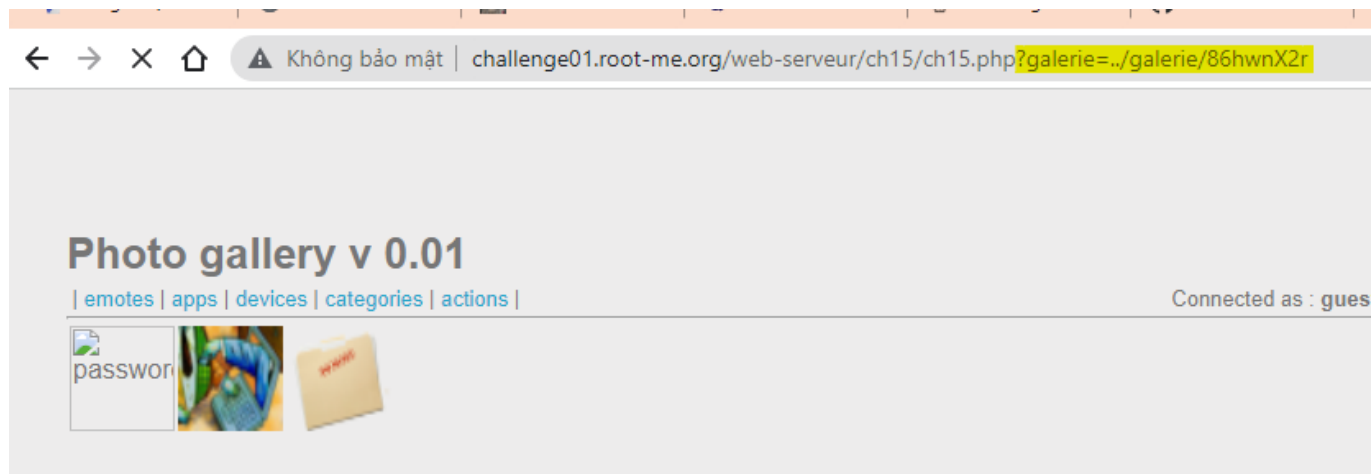 Không bảo mật | challenge01.root-me.org/web-serveur/ch15/ch15.php?galerie=../galerie/86hwnX2r
Photo gallery v 0.01
| emotes | apps | devices | categories | actions |
Connected as : gues
passwor